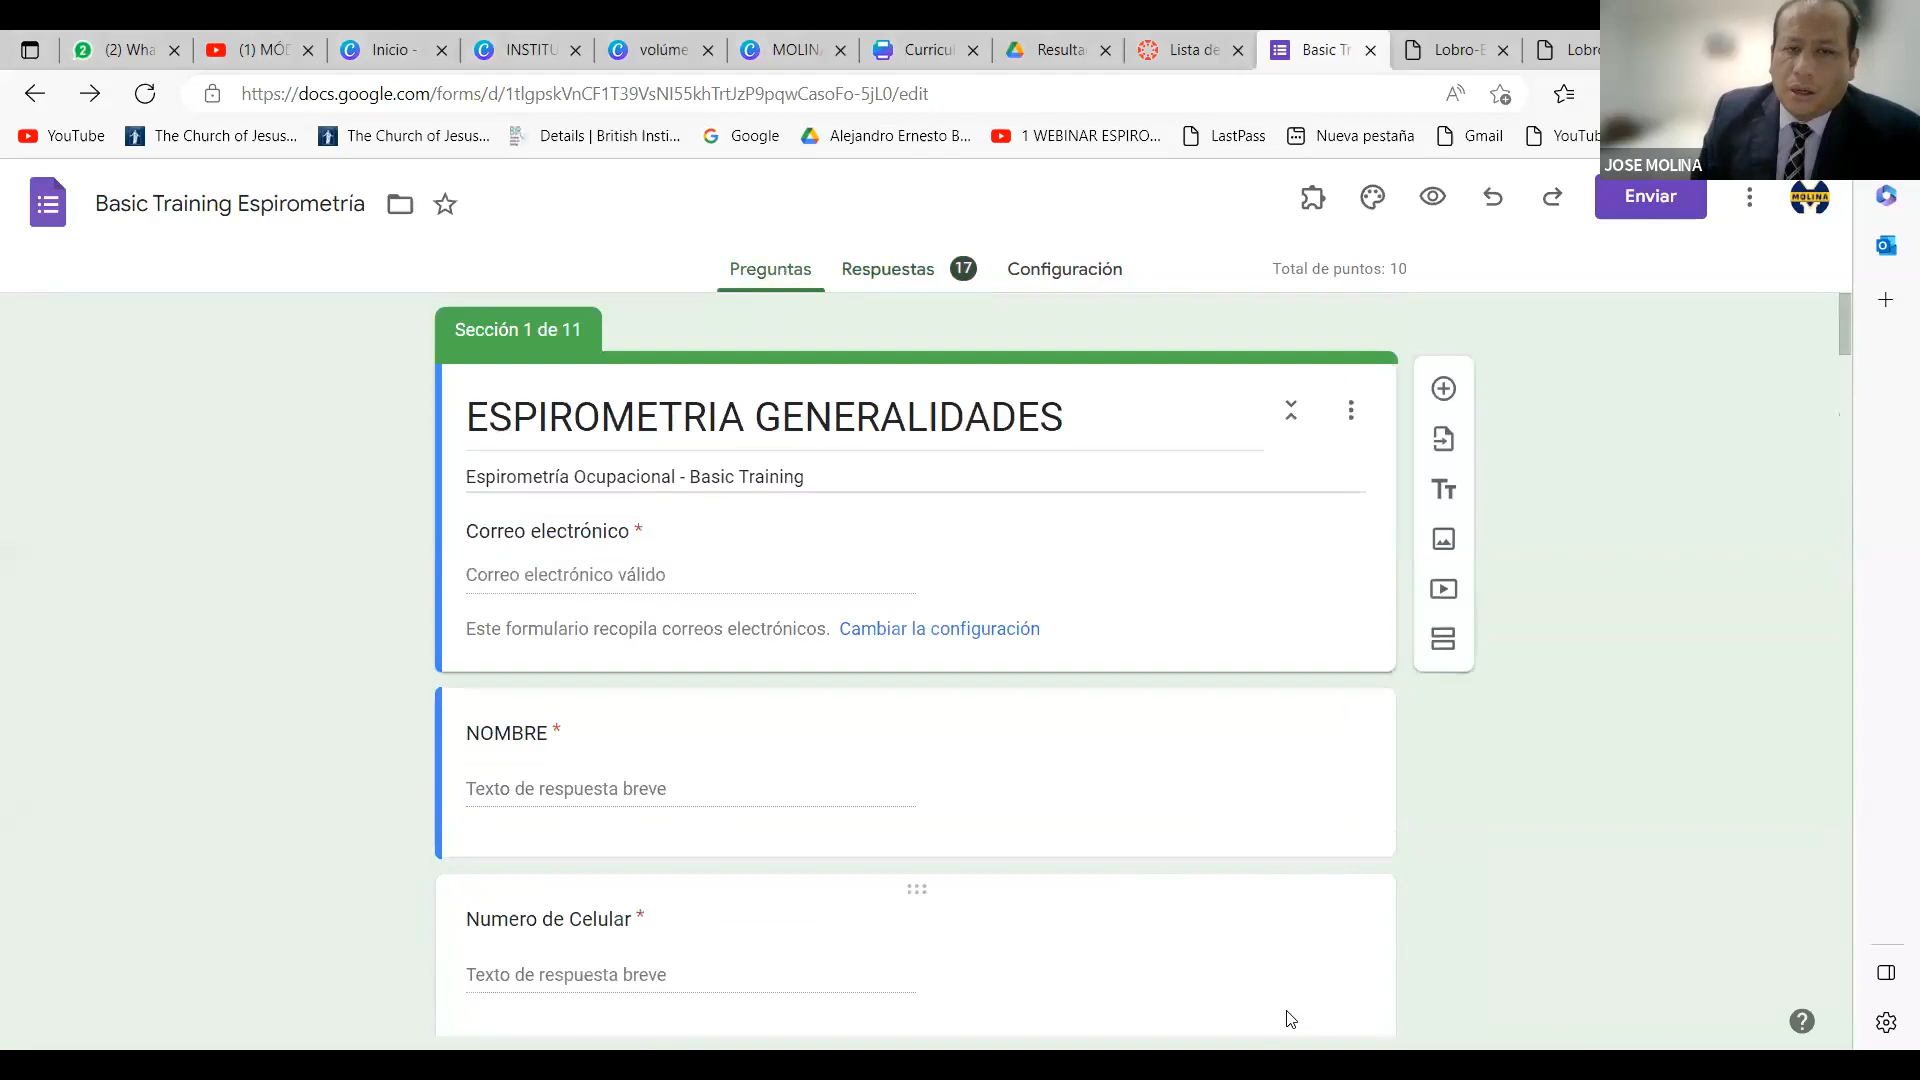 (2) Wha
(1) MÓD
Inicio -
INSTITU
volúme
MOLIN
Curricul
Resulta
Lista de
Basic Tr
Lobro-E
Lobro
https://docs.google.com/forms/d/1tlgpskVnCF1T39VsNI55khTrtJzP9pqwCasoFo-5jL0/edit
YouTube
The Church of Jesus...
The Church of Jesus...
Details | British Insti...
Google
Alejandro Ernesto B...
1 WEBINAR ESPIRO...
LastPass
Nueva pestaña
Gmail
YouTub
JOSE MOLINA
Basic Training Espirometría
Enviar
MOLINA
Preguntas
Respuestas 17
Configuración
Total de puntos: 10
Sección 1 de 11
ESPIROMETRIA GENERALIDADES
Espirometría Ocupacional - Basic Training
Correo electrónico *
Correo electrónico válido
Este formulario recopila correos electrónicos. Cambiar la configuración
NOMBRE *
Texto de respuesta breve
Numero de Celular *
Texto de respuesta breve